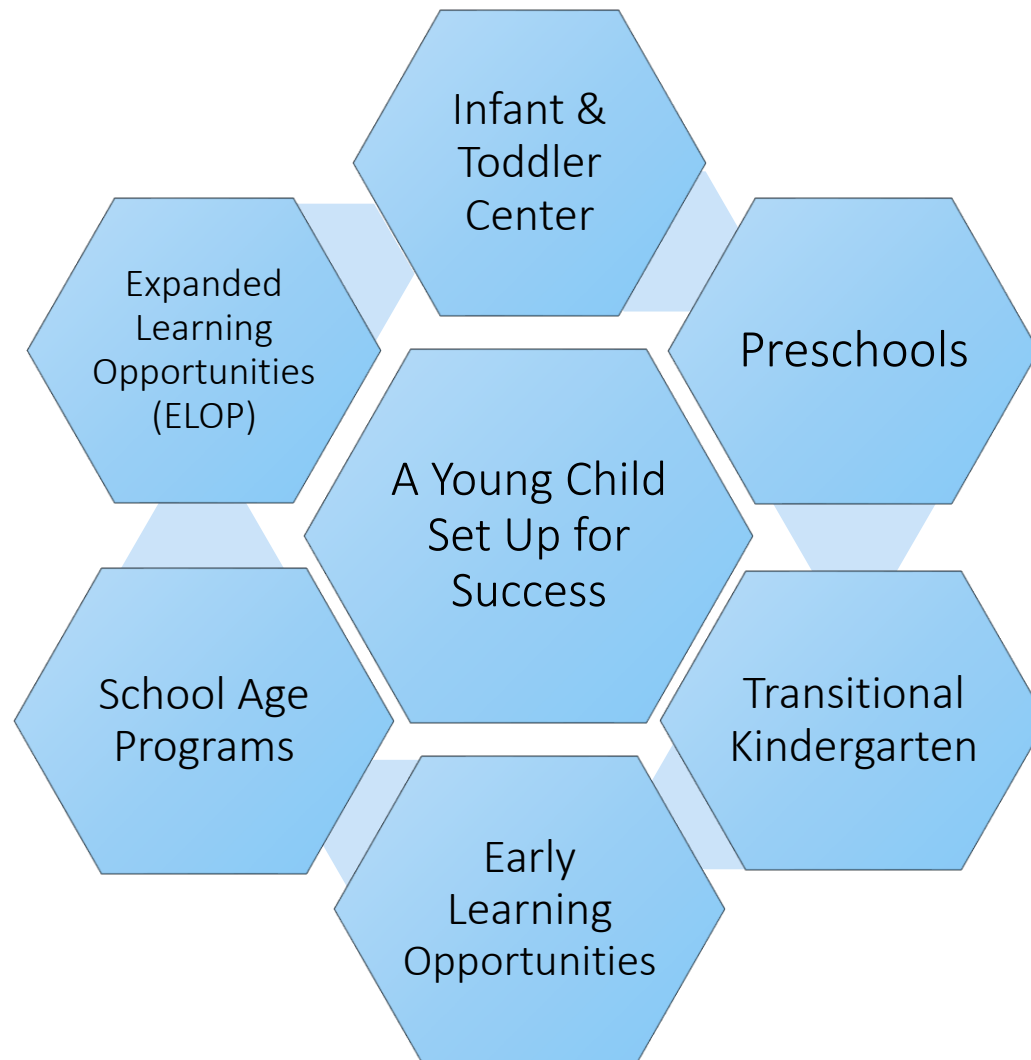 Infant &
Toddler
Center
Preschools
Transitional
Kindergarten
Early
Learning
Opportunities
School Age
Programs
Expanded
Learning
Opportunities
(ELOP)
A Young Child
Set Up for
Success